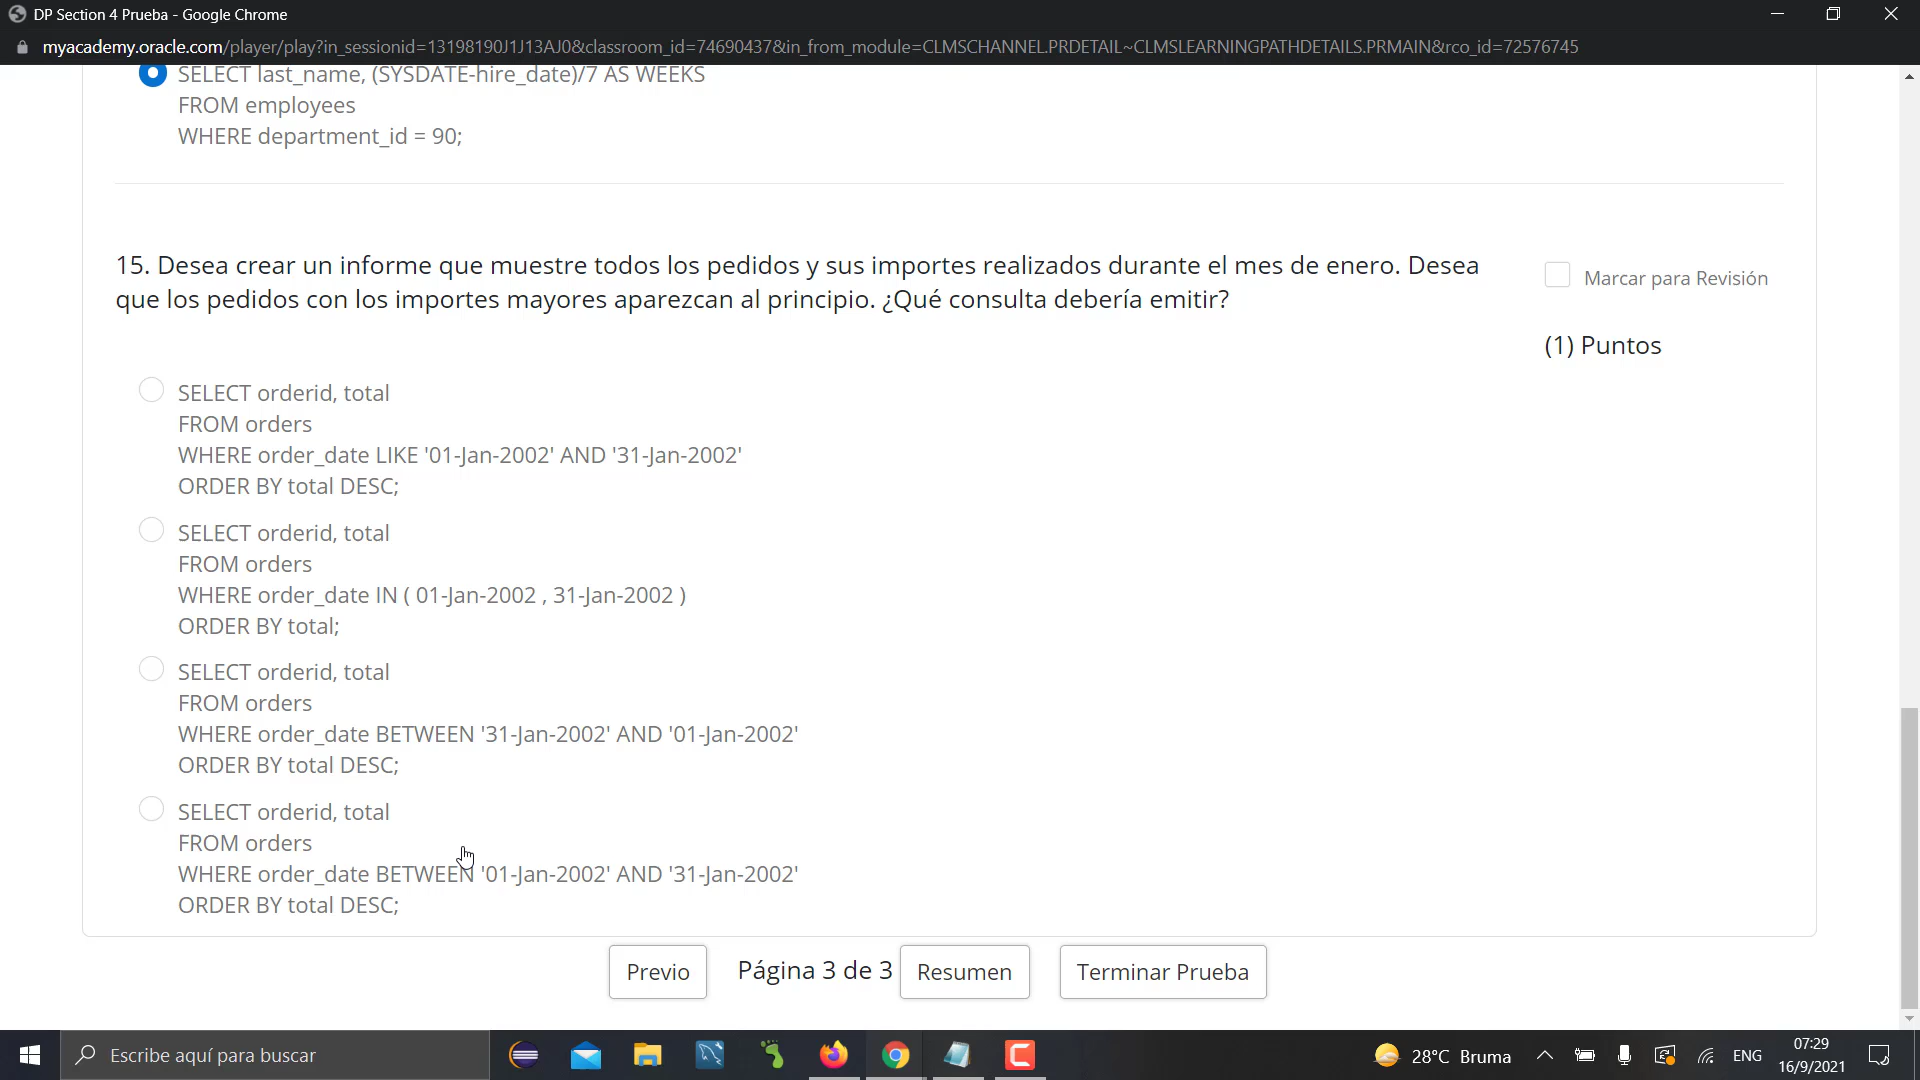 DP Section 4 Prueba - Google Chrome
myacademy.oracle.com/player/play?in_sessionid=13198190J1J13AJ0&classroom_id=74690437&in_from_module=CLMSCHANNEL.PRDETAIL~CLMSLEARNINGPATHDETAILS.PRMAIN&rco_id=72576745
SELECT last_name, (SYSDATE-hire_date)/7 AS WEEKS
FROM employees
WHERE department_id = 90;
15. Desea crear un informe que muestre todos los pedidos y sus importes realizados durante el mes de enero. Desea
que los pedidos con los importes mayores aparezcan al principio. ¿Qué consulta debería emitir?
Marcar para Revisión
(1) Puntos
SELECT orderid, total
FROM orders
WHERE order_date LIKE '01-Jan-2002' AND '31-Jan-2002'
ORDER BY total DESC;
SELECT orderid, total
FROM orders
WHERE order_date IN ( 01-Jan-2002 , 31-Jan-2002 )
ORDER BY total;
SELECT orderid, total
FROM orders
WHERE order_date BETWEEN '31-Jan-2002' AND '01-Jan-2002'
ORDER BY total DESC;
SELECT orderid, total
FROM orders
WHERE order_date BETWEEN '01-Jan-2002' AND '31-Jan-2002'
ORDER BY total DESC;
Previo
Página 3 de 3
Resumen
Terminar Prueba
Escribe aquí para buscar
28°C Bruma
ENG
07:29
16/9/2021